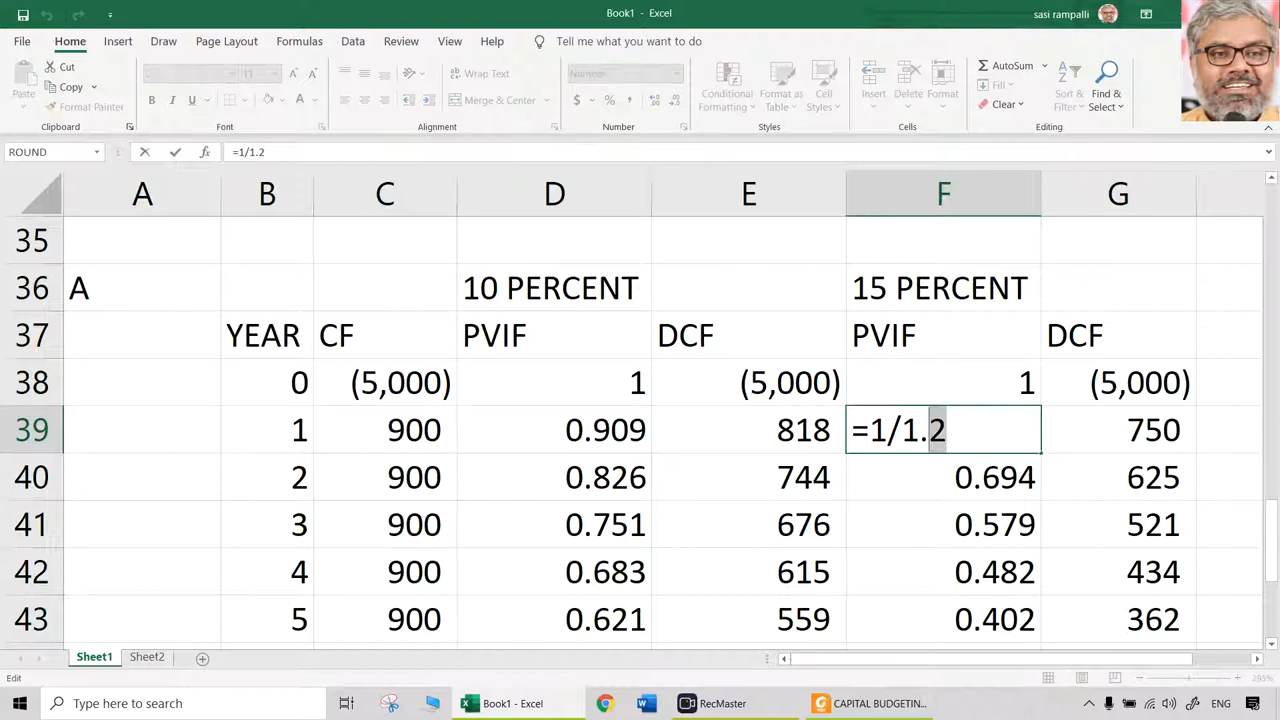 Book1 - Excel
sasi rampalli
File Home Insert Draw Page Layout Formulas Data Review View Help Tell me what you want to do
Paste
Cut
Copy
Format Painter
Clipboard
B I U
Font
Wrap Text
Merge & Center
Alignment
Number
$ % ,
Number
Conditional Formatting
Format as Table
Cell Styles
Styles
Insert
Delete
Format
Cells
AutoSum
Fill
Clear
Sort & Filter
Find & Select
Editing
ROUND fx =1/1.2
A B C D E F G
35
36 A 10 PERCENT 15 PERCENT
37 YEAR CF PVIF DCF PVIF DCF
38 0 (5,000) 1 (5,000) 1 (5,000)
39 1 900 0.909 818 =1/1.2 750
40 2 900 0.826 744 0.694 625
41 3 900 0.751 676 0.579 521
42 4 900 0.683 615 0.482 434
43 5 900 0.621 559 0.402 362
Sheet1 Sheet2
Edit 295%
Type here to search
Book1 - Excel
RecMaster
CAPITAL BUDGETIN...
ENG